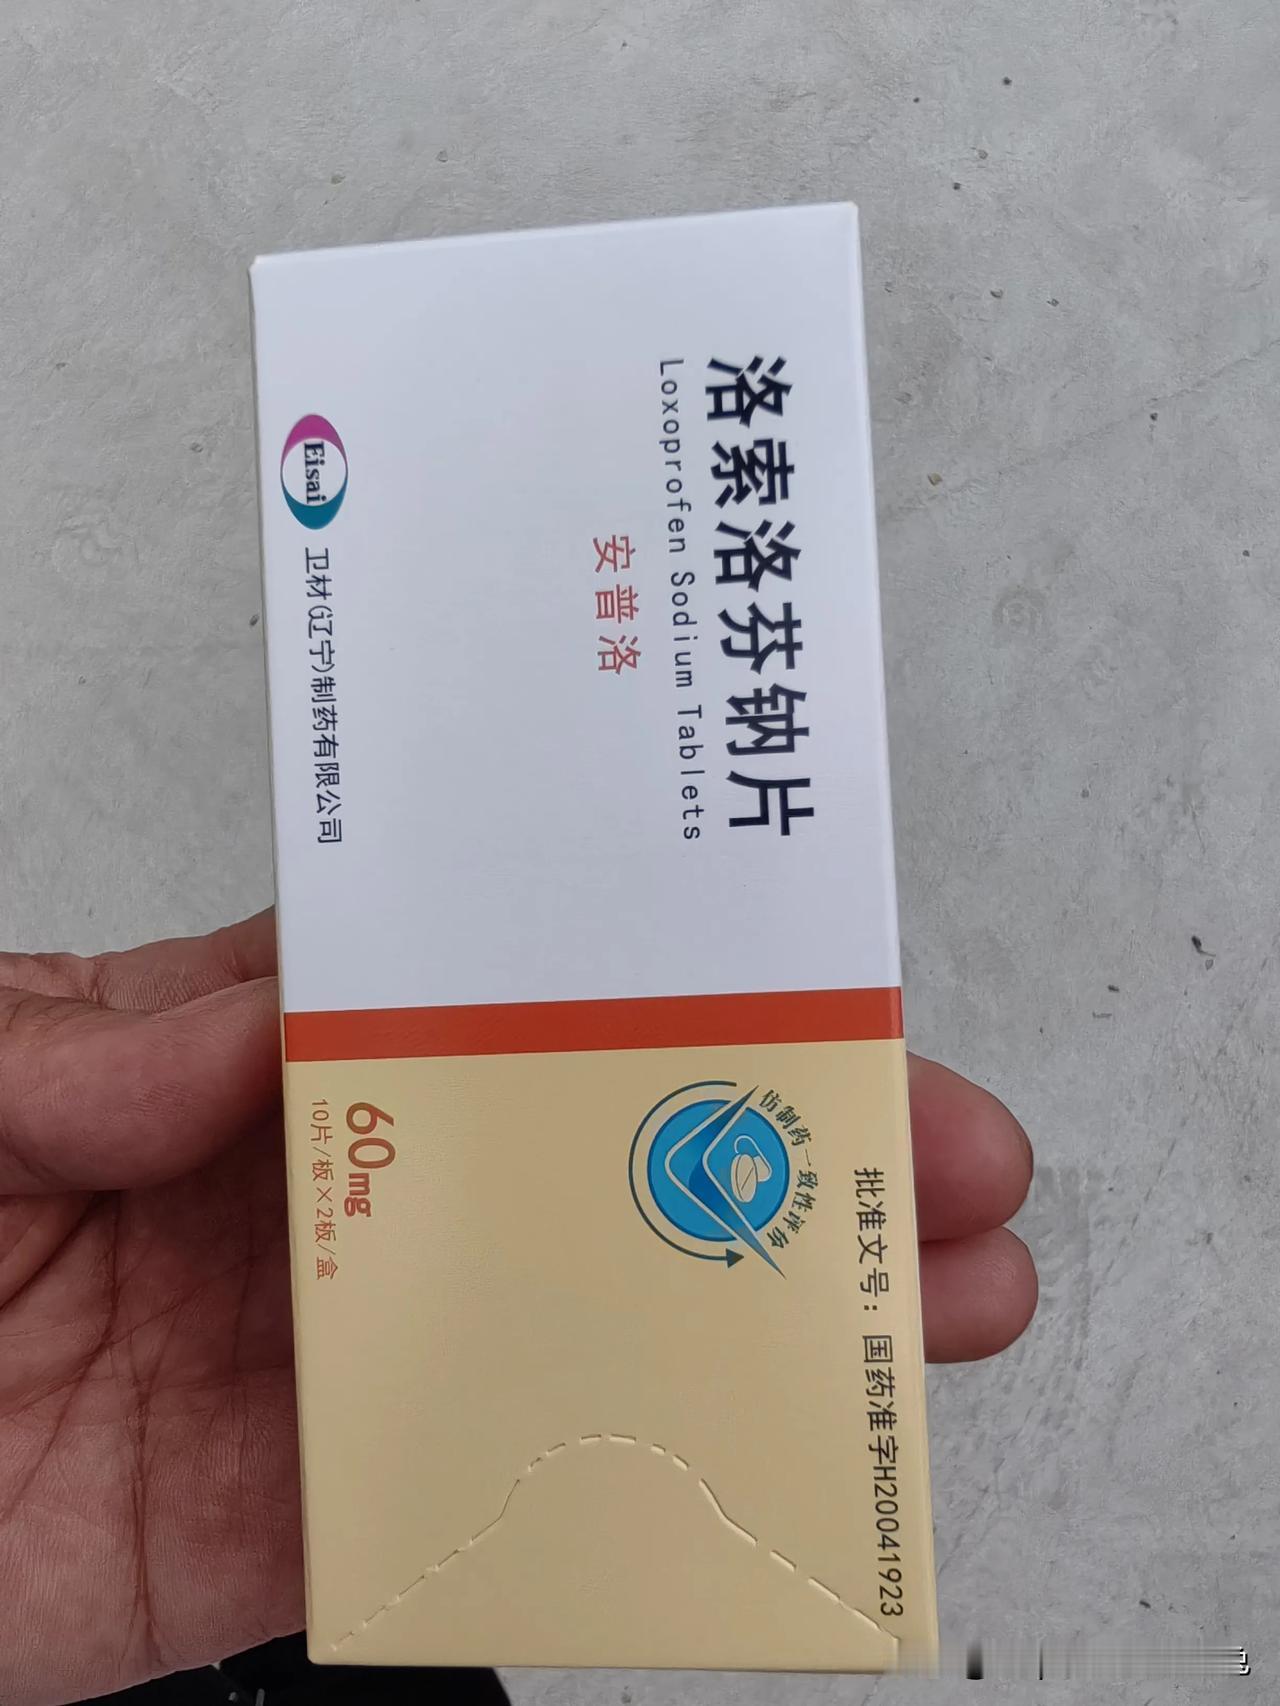 批准文号：国药准字H20041923
洛索洛芬钠片
Loxoprofen Sodium Tablets
安普洛
仿制药一致性评价
Eisai
卫材(辽宁)制药有限公司
60mg
10片/板×2板/盒